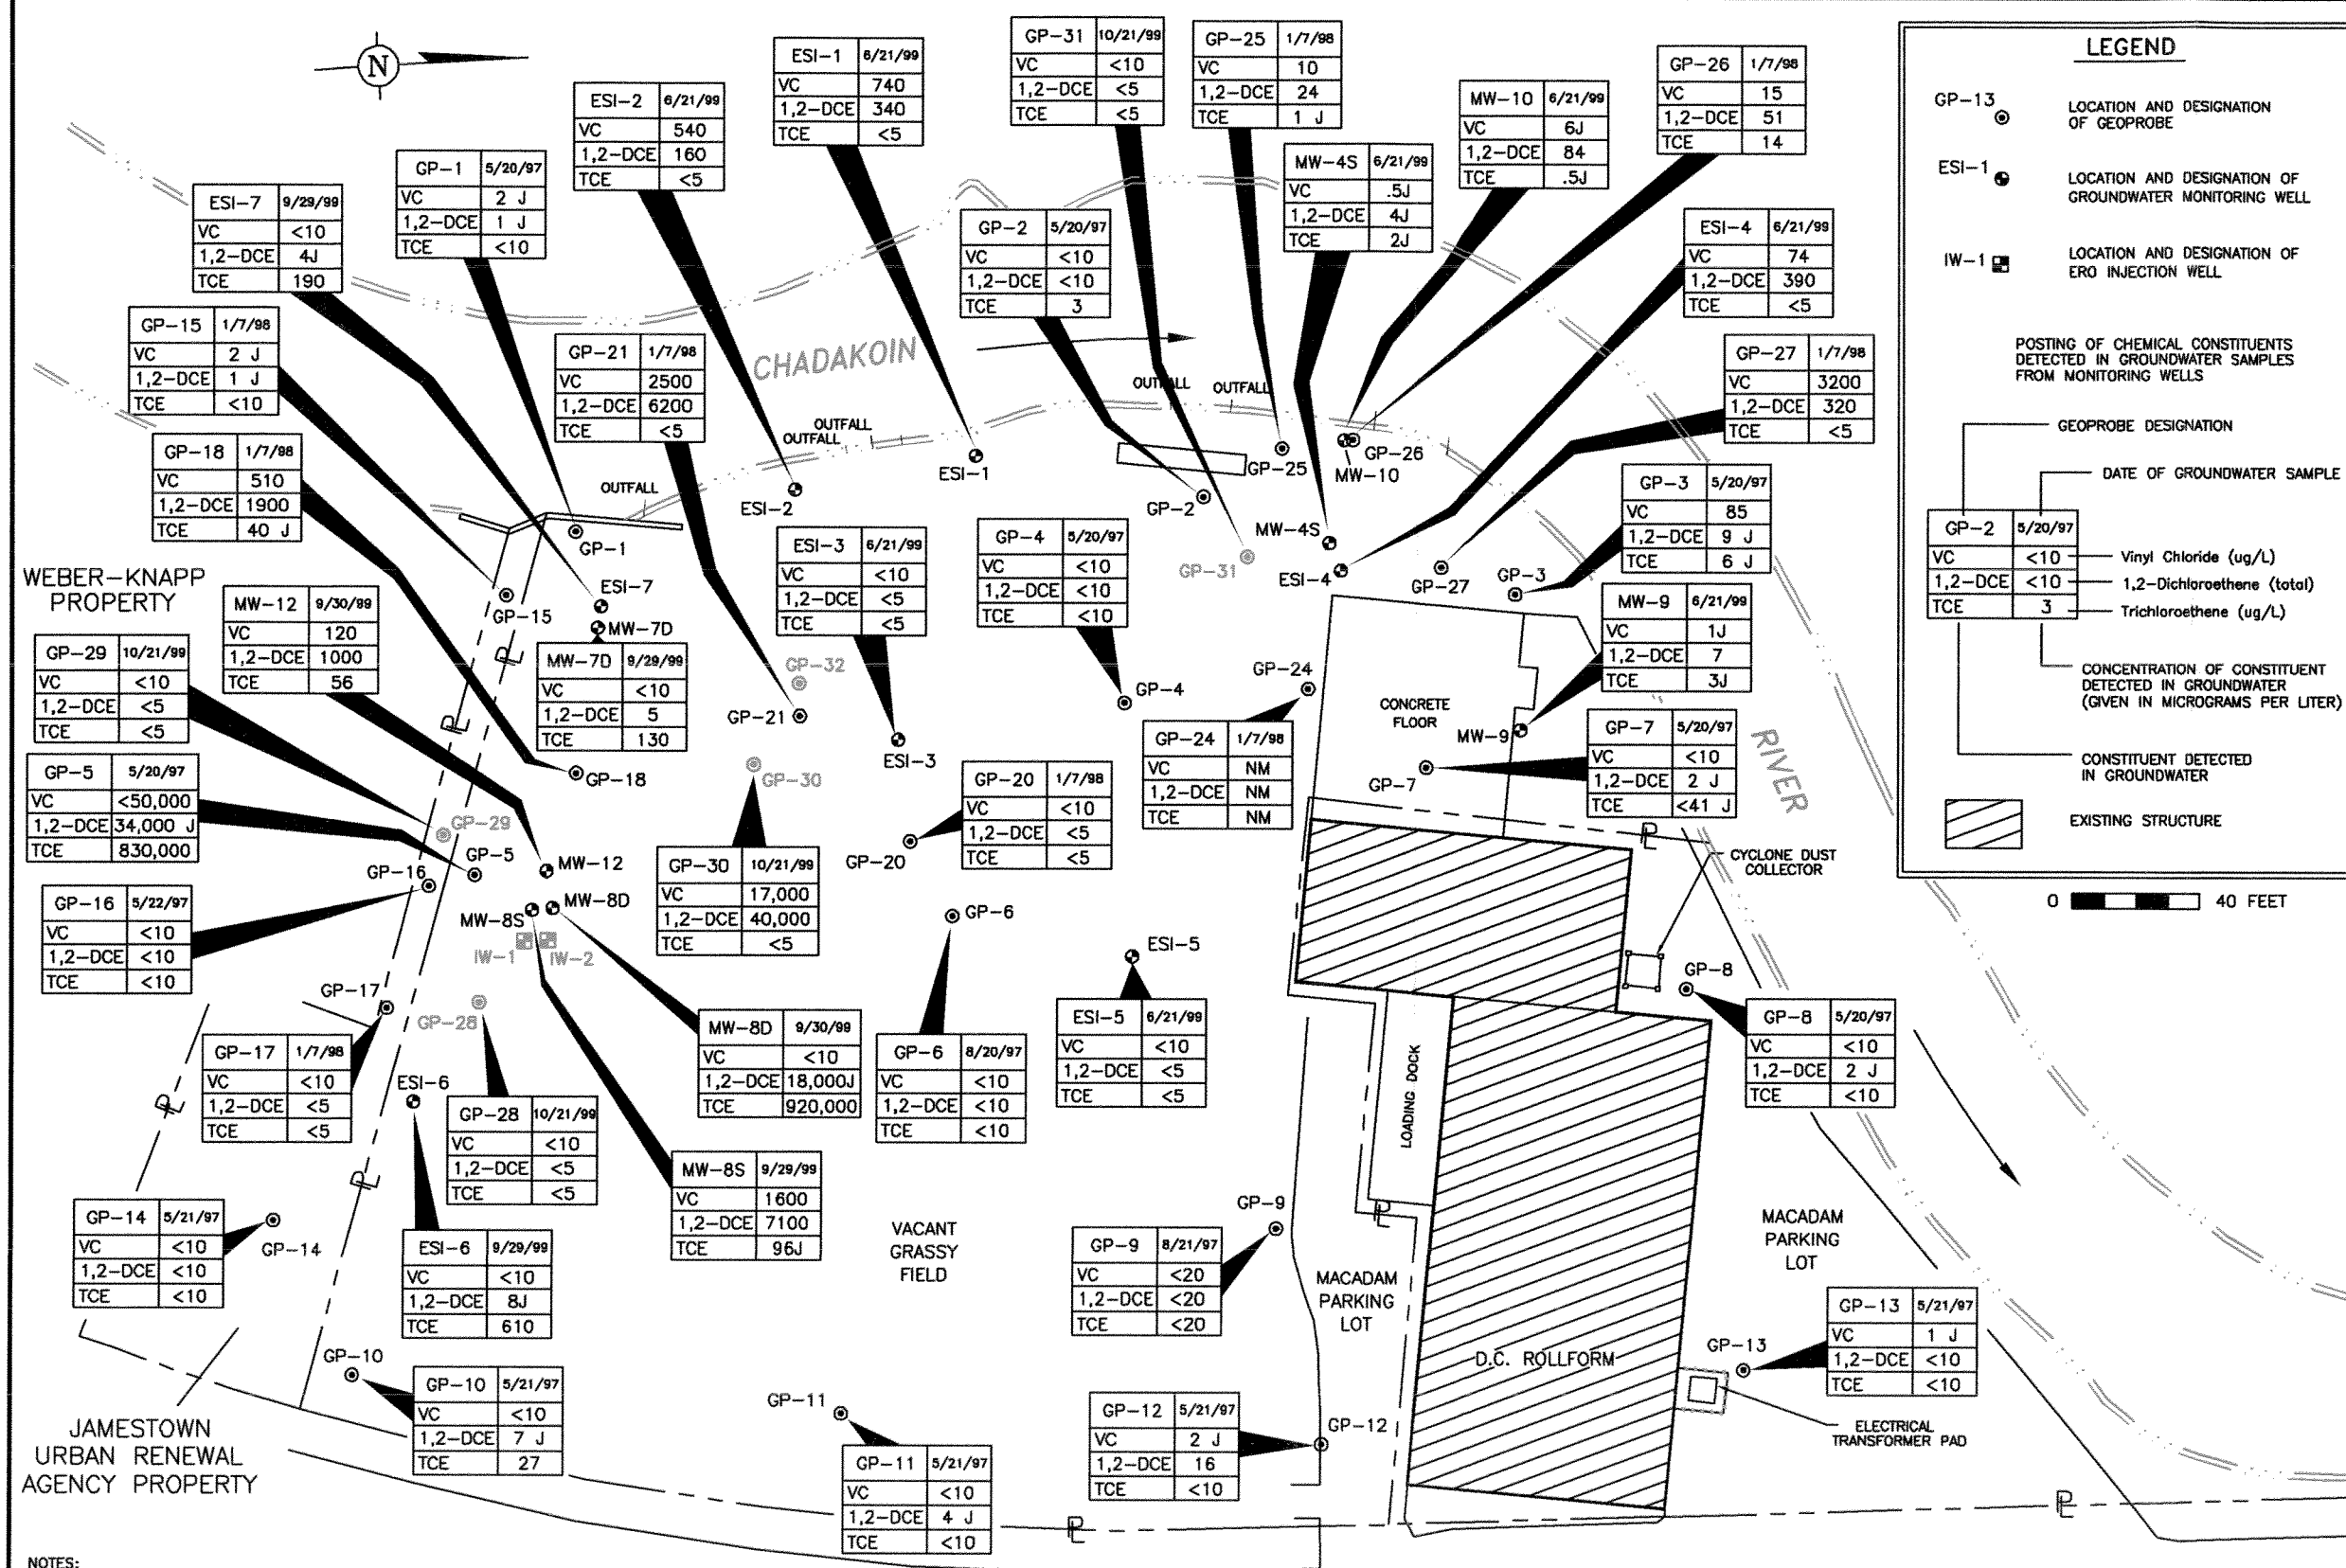 N
ESI-1 6/21/99
VC 740
1,2-DCE 340
TCE <5
GP-31 10/21/99
VC <10
1,2-DCE <5
TCE <5
GP-25 1/7/98
VC 10
1,2-DCE 24
TCE 1 J
GP-26 1/7/98
VC 15
1,2-DCE 51
TCE 14
ESI-2 6/21/99
VC 540
1,2-DCE 160
TCE <5
MW-10 6/21/99
VC 6J
1,2-DCE 84
TCE .5J
GP-1 5/20/97
VC 2 J
1,2-DCE 1 J
TCE <10
MW-4S 6/21/99
VC .5J
1,2-DCE 4J
TCE 2J
ESI-7 9/29/99
VC <10
1,2-DCE 4J
TCE 190
GP-2 5/20/97
VC <10
1,2-DCE <10
TCE 3
ESI-4 6/21/99
VC 74
1,2-DCE 390
TCE <5
GP-15 1/7/98
VC 2 J
1,2-DCE 1 J
TCE <10
GP-21 1/7/98
VC 2500
1,2-DCE 6200
TCE <5
CHADAKOIN
GP-27 1/7/98
VC 3200
1,2-DCE 320
TCE <5
OUTFALL
OUTFALL
OUTFALL
OUTFALL
OUTFALL
GP-18 1/7/98
VC 510
1,2-DCE 1900
TCE 40 J
ESI-1
GP-25
GP-26
MW-10
ESI-2
GP-2
GP-1
MW-4S
GP-31
ESI-4
GP-27
GP-3
GP-3 5/20/97
VC 85
1,2-DCE 9 J
TCE 6 J
ESI-3 6/21/99
VC <10
1,2-DCE <5
TCE <5
GP-4 5/20/97
VC <10
1,2-DCE <10
TCE <10
WEBER-KNAPP
PROPERTY
ESI-7
GP-15
MW-7D
MW-12 9/30/99
VC 120
1,2-DCE 1000
TCE 56
MW-9 6/21/99
VC 1J
1,2-DCE 7
TCE 3J
GP-29 10/21/99
VC <10
1,2-DCE <5
TCE <5
MW-7D 9/29/99
VC <10
1,2-DCE 5
TCE 130
GP-32
GP-21
GP-4
GP-24
CONCRETE
FLOOR
MW-9
GP-7
GP-7 5/20/97
VC <10
1,2-DCE 2 J
TCE <41 J
RIVER
GP-24 1/7/98
VC NM
1,2-DCE NM
TCE NM
GP-5 5/20/97
VC <50,000
1,2-DCE 34,000 J
TCE 830,000
GP-18
GP-30
ESI-3
GP-20 1/7/98
VC <10
1,2-DCE <5
TCE <5
GP-29
GP-5
GP-16
MW-12
GP-20
PL
PL
PL
PL
PL
PL
PL
PL
CYCLONE DUST
COLLECTOR
GP-30 10/21/99
VC 17,000
1,2-DCE 40,000
TCE <5
GP-16 5/22/97
VC <10
1,2-DCE <10
TCE <10
MW-8S
MW-8D
IW-1
IW-2
GP-6
ESI-5
GP-8
GP-17
GP-28
MW-8D 9/30/99
VC <10
1,2-DCE 18,000J
TCE 920,000
GP-6 8/20/97
VC <10
1,2-DCE <10
TCE <10
ESI-5 6/21/99
VC <10
1,2-DCE <5
TCE <5
GP-8 5/20/97
VC <10
1,2-DCE 2 J
TCE <10
GP-17 1/7/98
VC <10
1,2-DCE <5
TCE <5
LOADING DOCK
ESI-6
GP-28 10/21/99
VC <10
1,2-DCE <5
TCE <5
MW-8S 9/29/99
VC 1600
1,2-DCE 7100
TCE 96J
GP-14 5/21/97
VC <10
1,2-DCE <10
TCE <10
GP-14
ESI-6 9/29/99
VC <10
1,2-DCE 8J
TCE 610
VACANT
GRASSY
FIELD
GP-9
GP-9 8/21/97
VC <20
1,2-DCE <20
TCE <20
MACADAM
PARKING
LOT
MACADAM
PARKING
LOT
GP-13 5/21/97
VC 1 J
1,2-DCE <10
TCE <10
D.C. ROLLFORM
GP-13
GP-10
GP-10 5/21/97
VC <10
1,2-DCE 7 J
TCE 27
GP-11
GP-12 5/21/97
VC 2 J
1,2-DCE 16
TCE <10
GP-12
ELECTRICAL
TRANSFORMER PAD
JAMESTOWN
URBAN RENEWAL
AGENCY PROPERTY
GP-11 5/21/97
VC <10
1,2-DCE 4 J
TCE <10
NOTES:
LEGEND
GP-13 LOCATION AND DESIGNATION
OF GEOPROBE
ESI-1 LOCATION AND DESIGNATION OF
GROUNDWATER MONITORING WELL
IW-1 LOCATION AND DESIGNATION OF
ERO INJECTION WELL
POSTING OF CHEMICAL CONSTITUENTS
DETECTED IN GROUNDWATER SAMPLES
FROM MONITORING WELLS
GEOPROBE DESIGNATION
DATE OF GROUNDWATER SAMPLE
GP-2 5/20/97
VC <10 Vinyl Chloride (ug/L)
1,2-DCE <10 1,2-Dichloroethene (total)
TCE 3 Trichloroethene (ug/L)
CONCENTRATION OF CONSTITUENT
DETECTED IN GROUNDWATER
(GIVEN IN MICROGRAMS PER LITER)
CONSTITUENT DETECTED
IN GROUNDWATER
EXISTING STRUCTURE
0 40 FEET